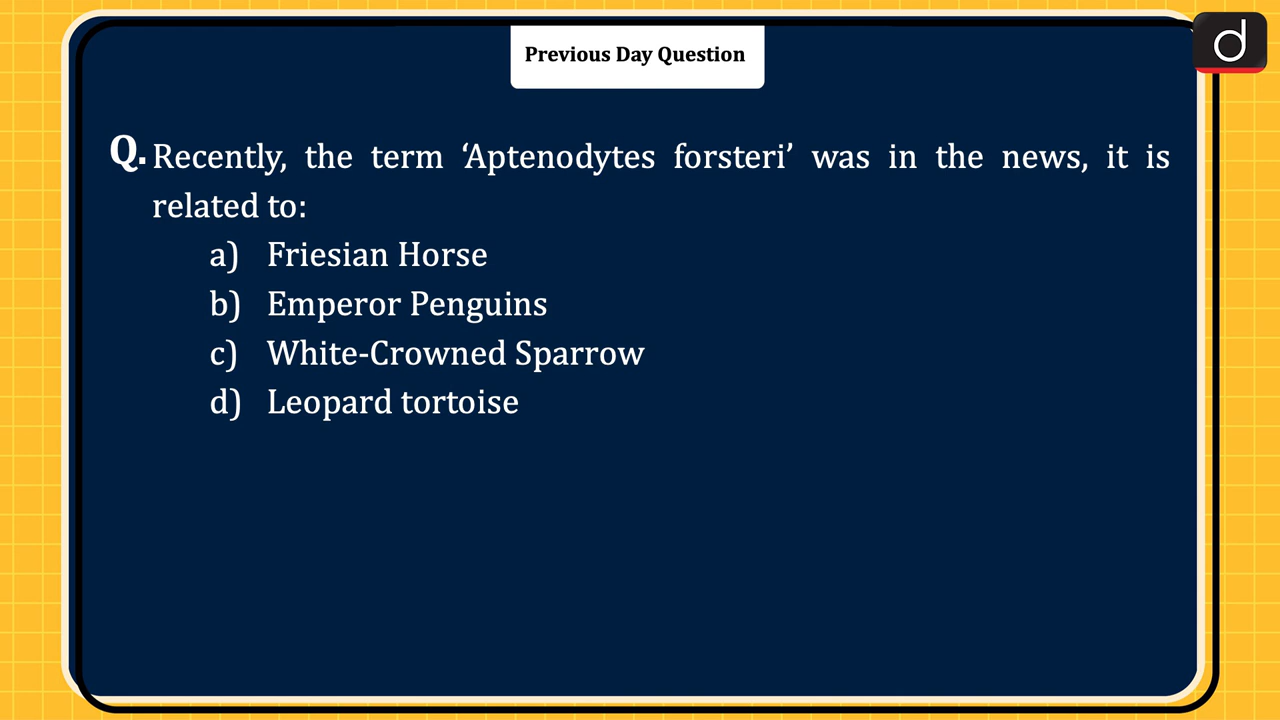 Previous Day Question
d
Q. Recently, the term ‘Aptenodytes forsteri’ was in the news, it is
related to:
a) Friesian Horse
b) Emperor Penguins
c) White-Crowned Sparrow
d) Leopard tortoise